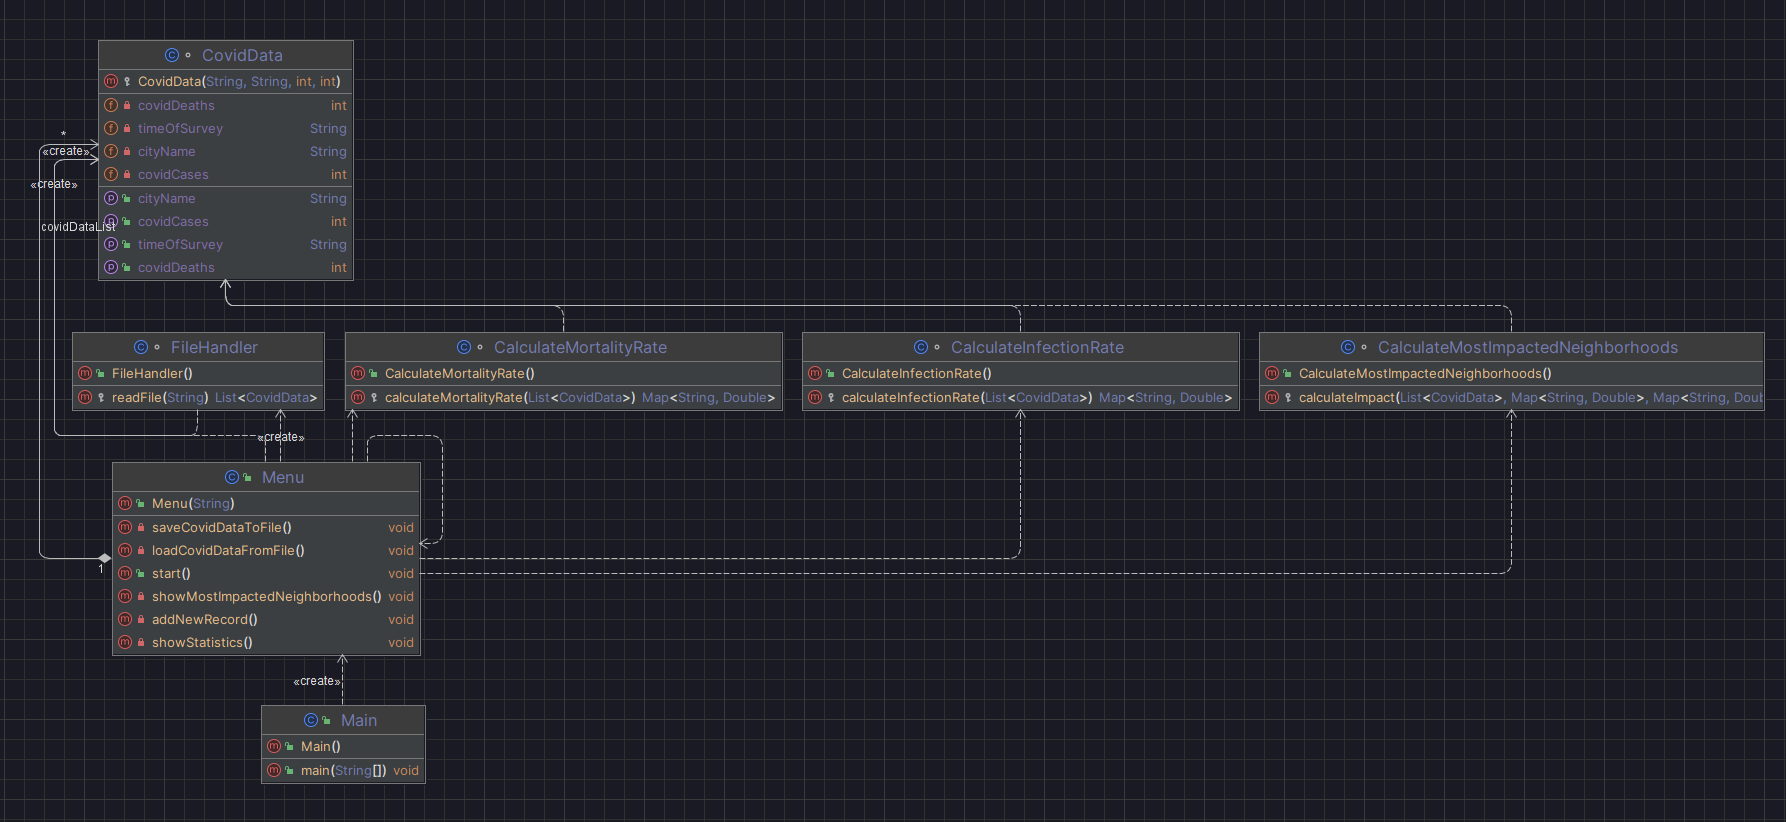 CovidData
CovidData(String, String, int, int)
covidDeaths int
timeOfSurvey String
cityName String
covidCases int
cityName String
covidCases int
timeOfSurvey String
covidDeaths int
*
«create»
«create»
covidDataList
FileHandler
FileHandler()
readFile(String) List<CovidData>
CalculateMortalityRate
CalculateMortalityRate()
calculateMortalityRate(List<CovidData>) Map<String, Double>
CalculateInfectionRate
CalculateInfectionRate()
calculateInfectionRate(List<CovidData>) Map<String, Double>
CalculateMostImpactedNeighborhoods
CalculateMostImpactedNeighborhoods()
calculateImpact(List<CovidData>, Map<String, Double>, Map<String, Doub
«create»
Menu
Menu(String)
saveCovidDataToFile() void
loadCovidDataFromFile() void
start() void
showMostImpactedNeighborhoods() void
addNewRecord() void
showStatistics() void
1
«create»
Main
Main()
main(String[]) void